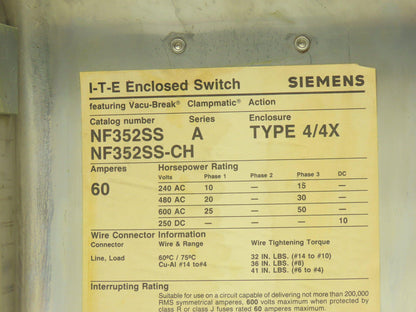 I-T-E Enclosed Switch SIEMENS
featuring Vacu-Break® Clampmatic® Action
Catalog number Series Enclosure
NF352SS A TYPE 4/4X
NF352SS-CH
Amperes Horsepower Rating
Volts Phase 1 Phase 2 Phase 3 DC
60 240 AC 10 — 15 —
480 AC 20 — 30 —
600 AC 25 — 50 —
250 DC — — — 10
Wire Connector Information
Connector Wire & Range Wire Tightening Torque
Line, Load 60°C / 75°C 32 IN. LBS. (#14 to #10)
Cu-Al #14 to #4 36 IN. LBS. (#8)
41 IN. LBS. (#6 to #4)
Interrupting Rating
Suitable for use on a circuit capable of delivering not more than 200,000
RMS symmetrical amperes, 600 volts maximum when protected by
class R or class J fuses rated 60 amperes maximum.